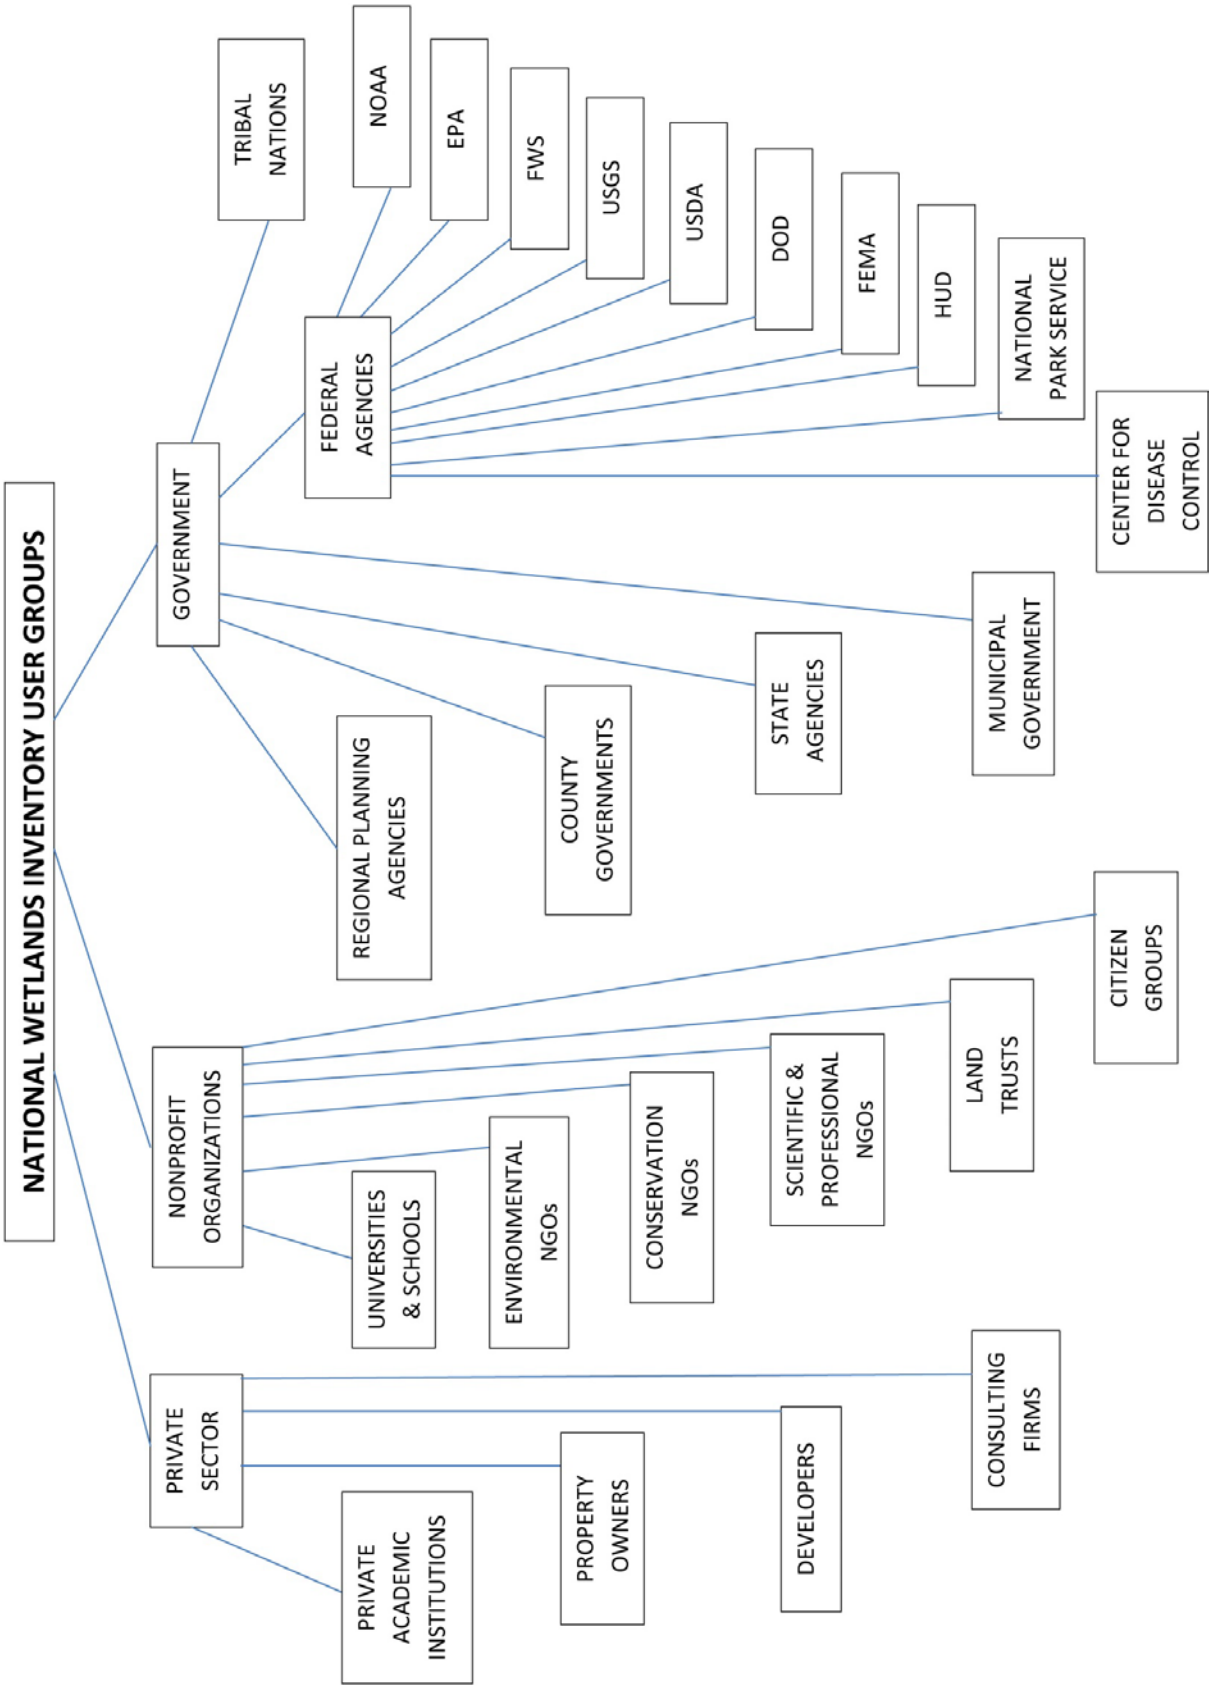 NATIONAL WETLANDS INVENTORY USER GROUPS
PRIVATE
SECTOR
NONPROFIT
ORGANIZATIONS
GOVERNMENT
PRIVATE
ACADEMIC
INSTITUTIONS
PROPERTY
OWNERS
DEVELOPERS
CONSULTING
FIRMS
UNIVERSITIES
& SCHOOLS
ENVIRONMENTAL
NGOs
CONSERVATION
NGOs
SCIENTIFIC &
PROFESSIONAL
NGOs
LAND
TRUSTS
CITIZEN
GROUPS
REGIONAL PLANNING
AGENCIES
COUNTY
GOVERNMENTS
STATE
AGENCIES
MUNICIPAL
GOVERNMENT
FEDERAL
AGENCIES
TRIBAL
NATIONS
NOAA
EPA
FWS
USGS
USDA
DOD
FEMA
HUD
NATIONAL
PARK SERVICE
CENTER FOR
DISEASE
CONTROL